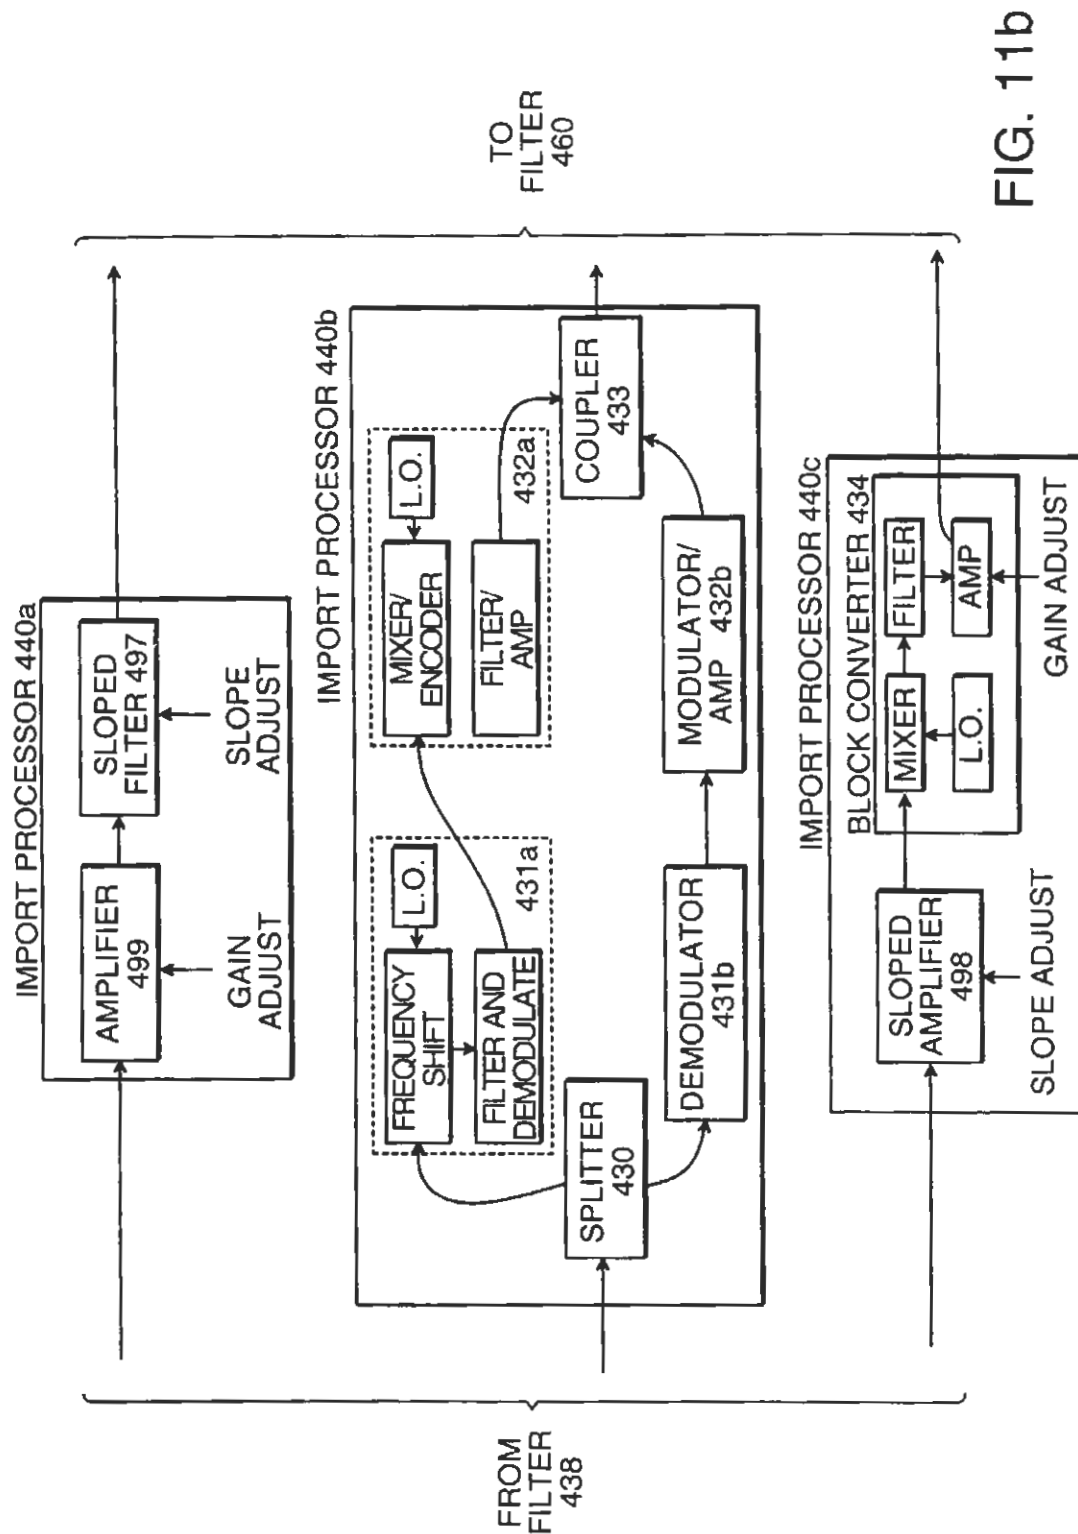 IMPORT PROCESSOR 440a
AMPLIFIER
499
SLOPED
FILTER 497
GAIN
ADJUST
SLOPE
ADJUST
FROM
FILTER
438
TO
FILTER
460
IMPORT PROCESSOR 440b
FREQUENCY
SHIFT
L.O.
FILTER AND
DEMODULATE
431a
MIXER/
ENCODER
L.O.
FILTER/
AMP
432a
SPLITTER
430
COUPLER
433
DEMODULATOR
431b
MODULATOR/
AMP 432b
IMPORT PROCESSOR 440c
BLOCK CONVERTER 434
SLOPED
AMPLIFIER
498
MIXER
FILTER
L.O.
AMP
SLOPE ADJUST
GAIN ADJUST
FIG. 11b